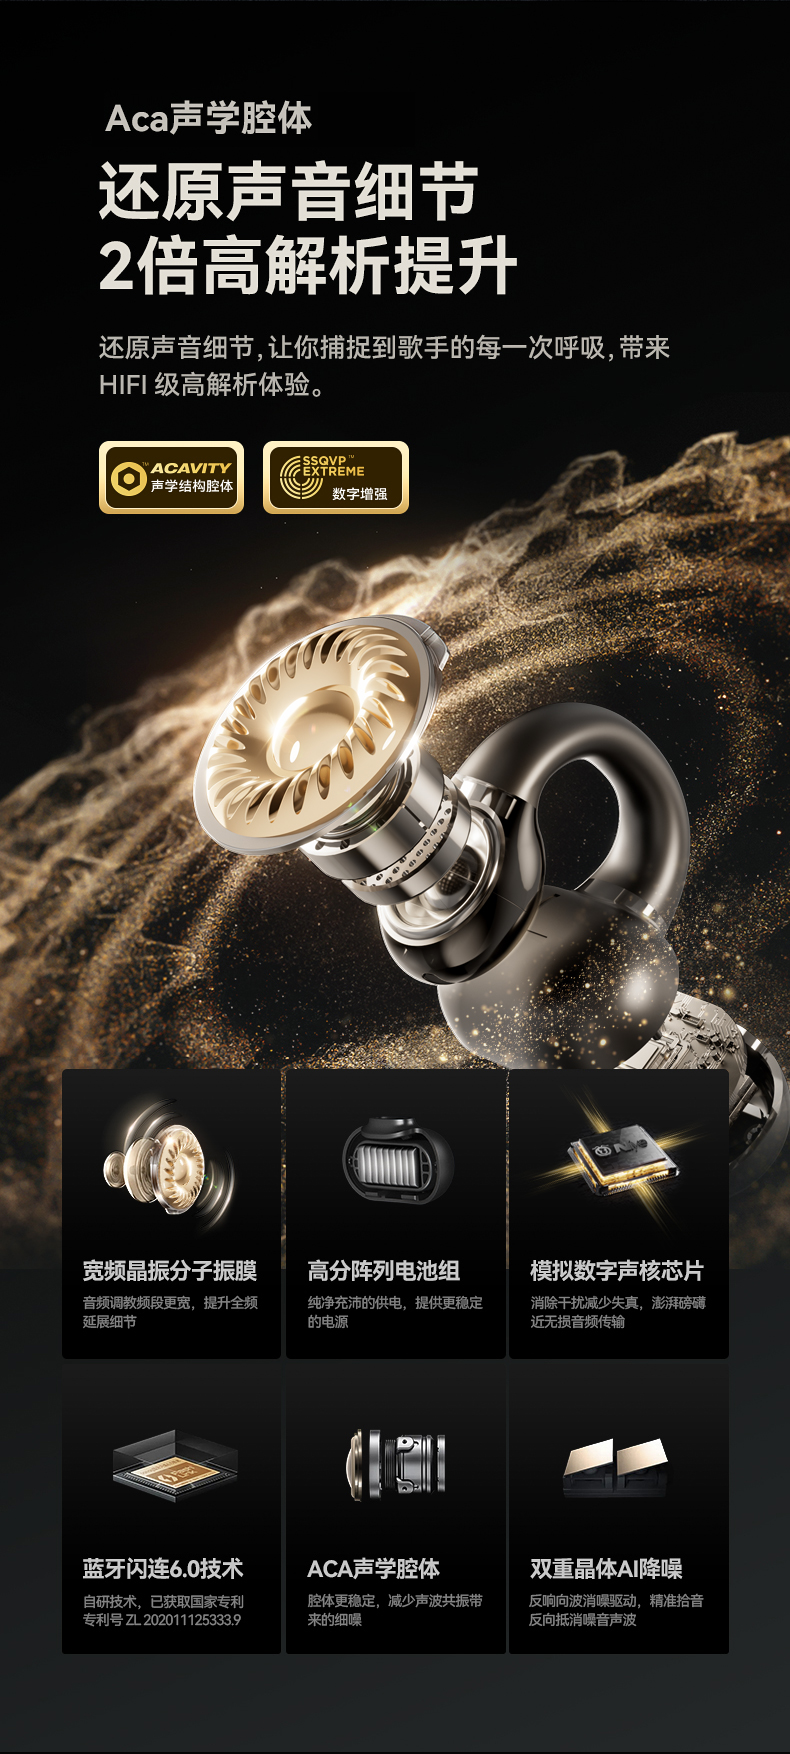 Aca声学腔体
还原声音细节
2倍高解析提升
还原声音细节,让你捕捉到歌手的每一次呼吸,带来
HIFI 级高解析体验。
™ ACAVITY
声学结构腔体
SSQVP™
EXTREME
数字增强
宽频晶振分子振膜
音频调教频段更宽，提升全频
延展细节
高分阵列电池组
纯净充沛的供电，提供更稳定
的电源
模拟数字声核芯片
消除干扰减少失真，澎湃磅礴
近无损音频传输
蓝牙闪连6.0技术
自研技术，已获取国家专利
专利号 ZL 202011125333.9
ACA声学腔体
腔体更稳定，减少声波共振带
来的细噪
双重晶体AI降噪
反响向波消噪驱动，精准拾音
反向抵消噪音声波